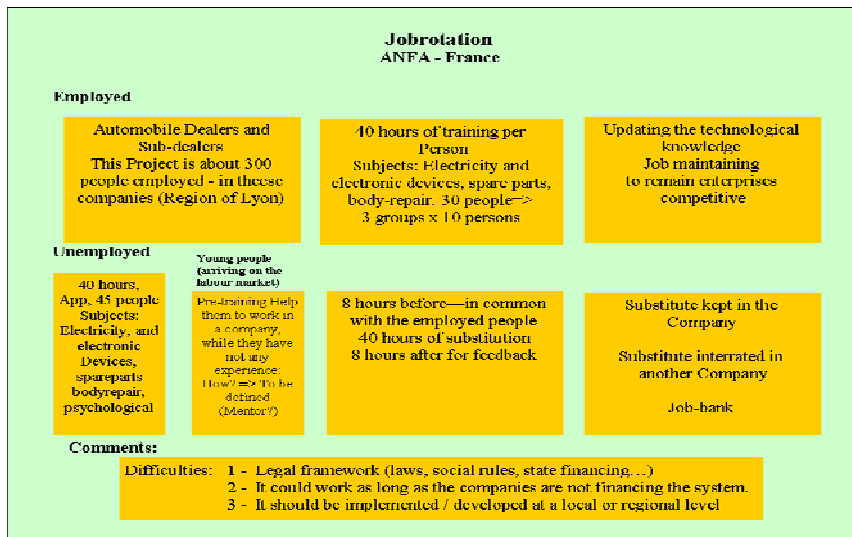 Jobrotation
ANFA - France
Employed
Automobile Dealers and
Sub-dealers
This Project is about 300
people employed - in theese
companies (Region of Lyon)
40 hours of training per
Person
Subjects: Electricity and
electronic devices, spare parts,
body-repair. 30 people=>
3 groups x 10 persons
Updating the technological
knowledge
Job maintaining
to remain enterprises
competitive
Unemployed
40 hours,
App, 45 people
Subjects:
Electricity, and
electronic
Devices,
spareparts
bodyrepair,
psychological
Young people
(arriving on the
labour market)
Pre-training Help
them to work in
a company,
while they have
not any
experience:
How? => To be
defined
(Mentor?)
8 hours before—in common
with the employed people
40 hours of substitution
8 hours after for feedback
Substitute kept in the
Company
Substitute interrated in
another Company
Job-bank
Comments:
Difficulties: 1 - Legal framework (laws, social rules, state financing…)
2 - It could work as long as the companies are not financing the system.
3 - It should be implemented / developed at a local or regional level